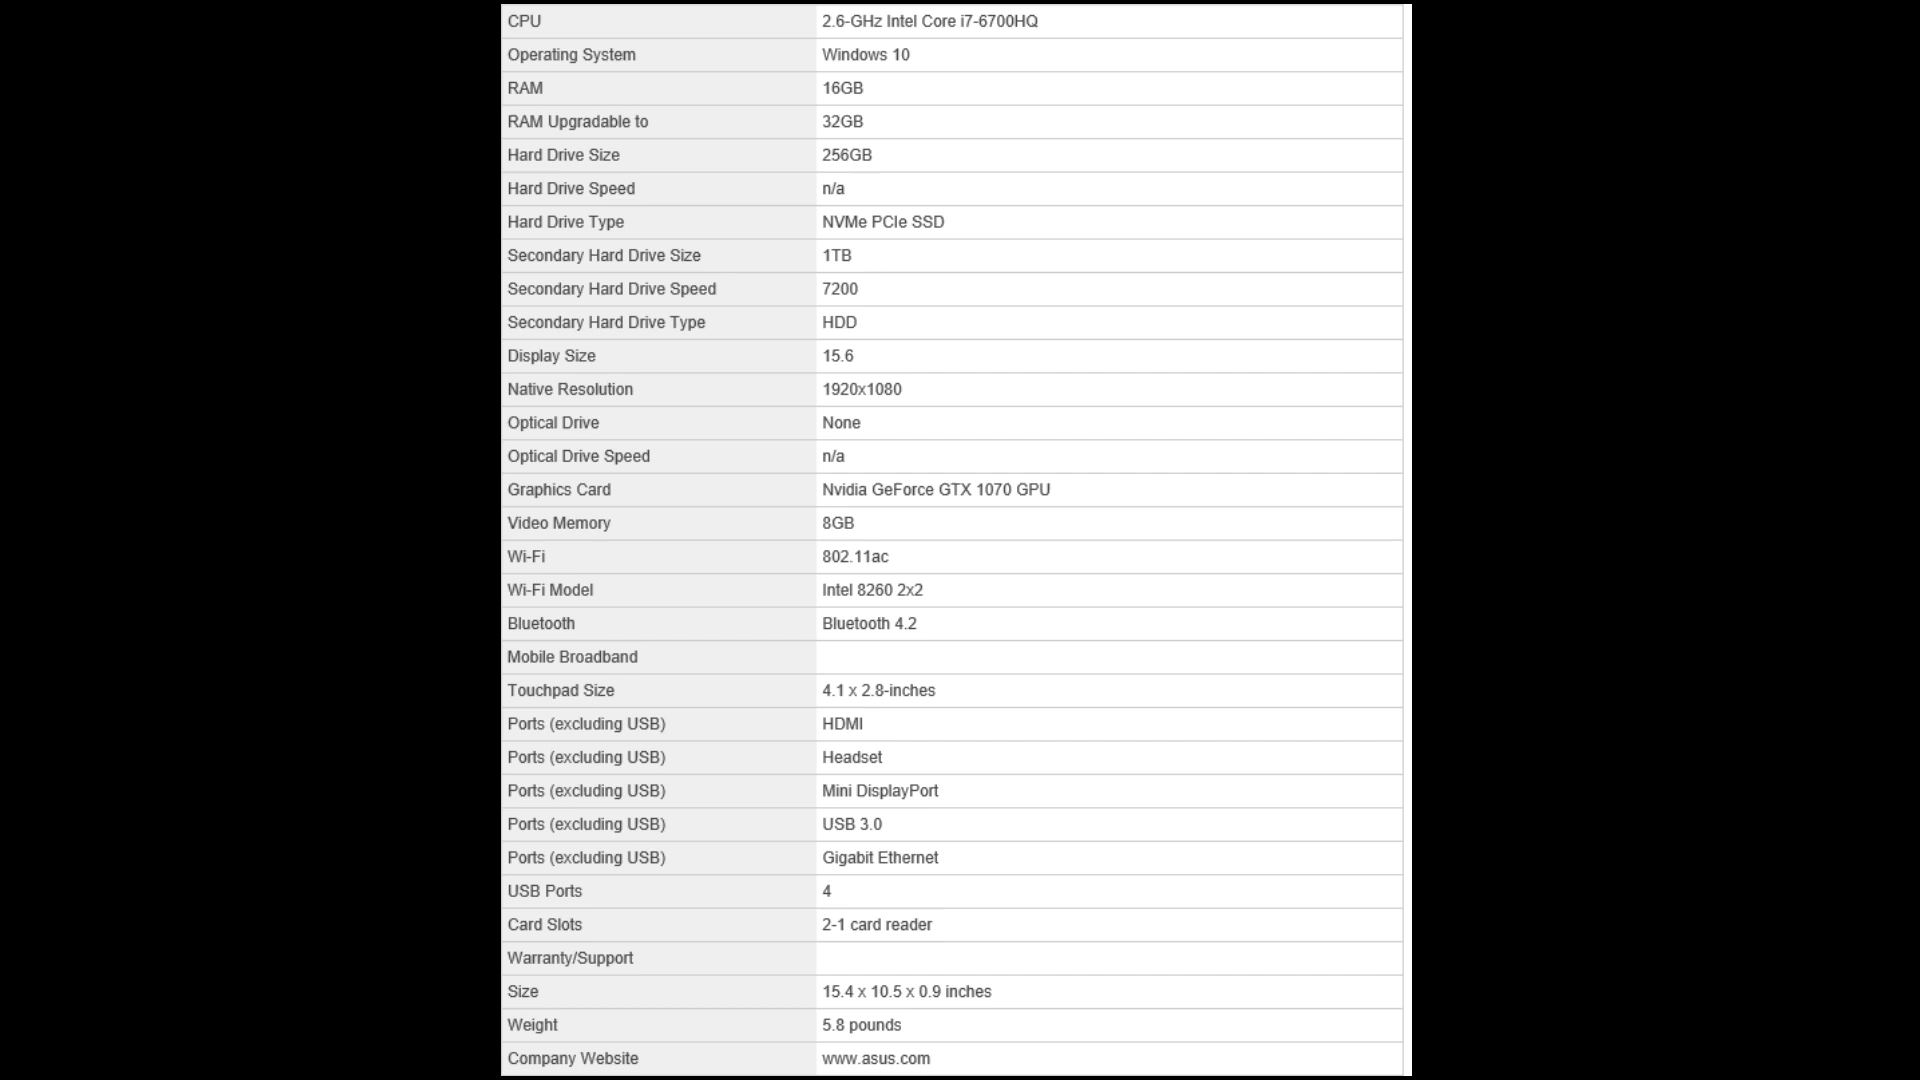 CPU 2.6-GHz Intel Core i7-6700HQ
Operating System Windows 10
RAM 16GB
RAM Upgradable to 32GB
Hard Drive Size 256GB
Hard Drive Speed n/a
Hard Drive Type NVMe PCIe SSD
Secondary Hard Drive Size 1TB
Secondary Hard Drive Speed 7200
Secondary Hard Drive Type HDD
Display Size 15.6
Native Resolution 1920x1080
Optical Drive None
Optical Drive Speed n/a
Graphics Card Nvidia GeForce GTX 1070 GPU
Video Memory 8GB
Wi-Fi 802.11ac
Wi-Fi Model Intel 8260 2x2
Bluetooth Bluetooth 4.2
Mobile Broadband
Touchpad Size 4.1 x 2.8-inches
Ports (excluding USB) HDMI
Ports (excluding USB) Headset
Ports (excluding USB) Mini DisplayPort
Ports (excluding USB) USB 3.0
Ports (excluding USB) Gigabit Ethernet
USB Ports 4
Card Slots 2-1 card reader
Warranty/Support
Size 15.4 x 10.5 x 0.9 inches
Weight 5.8 pounds
Company Website www.asus.com